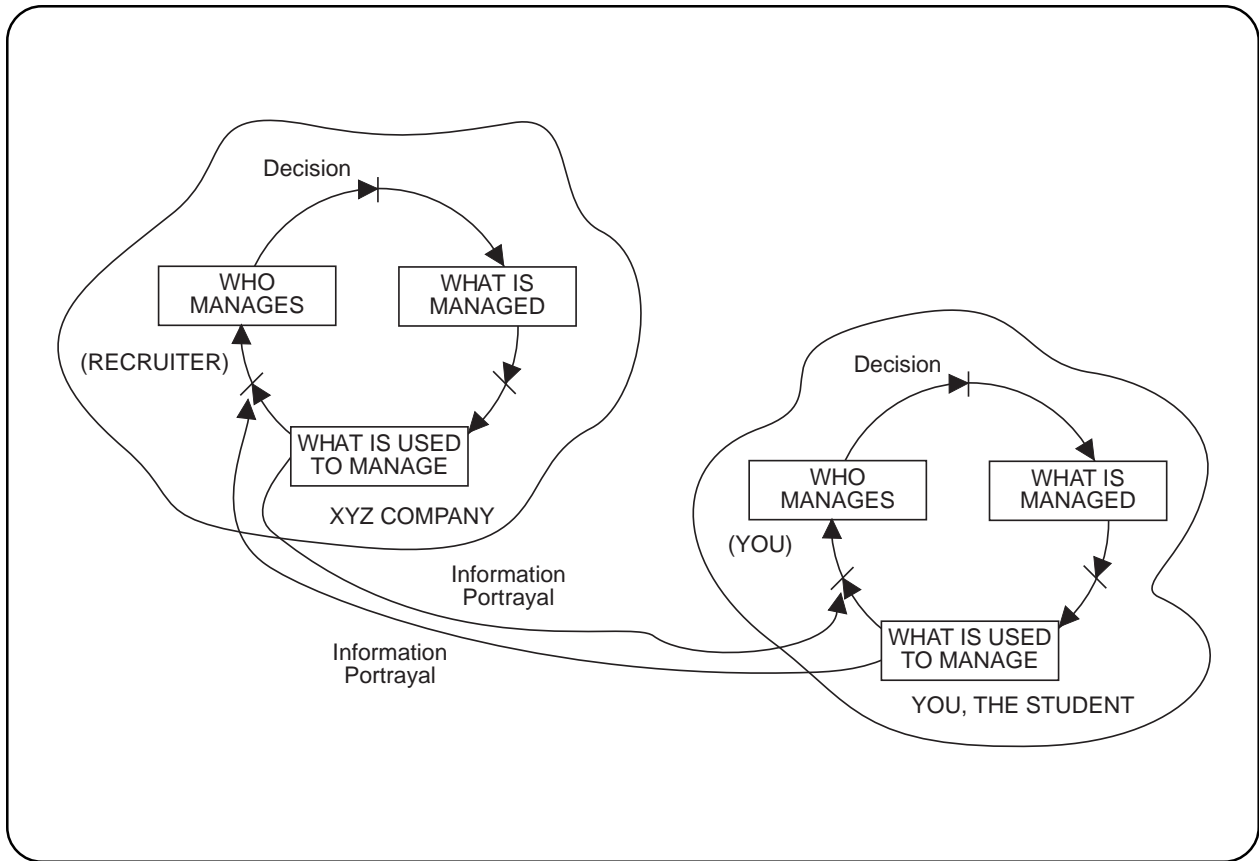 Decision
WHO
MANAGES
WHAT IS
MANAGED
(RECRUITER)
WHAT IS USED
TO MANAGE
XYZ COMPANY
Information
Portrayal
Information
Portrayal
Decision
WHO
MANAGES
WHAT IS
MANAGED
(YOU)
WHAT IS USED
TO MANAGE
YOU, THE STUDENT